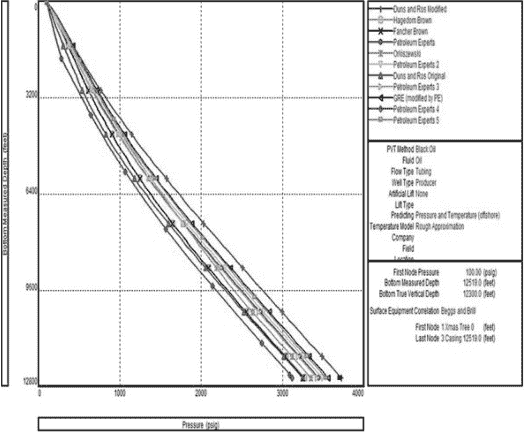 0
3200
6400
9600
12800
Bottom Measured Depth (feet)
0
1000
2000
3000
4000
Pressure (psig)
Duns and Ros Modified
Hagedorn Brown
Fancher Brown
Petroleum Experts
Orkiszewski
Petroleum Experts 2
Duns and Ros Original
Petroleum Experts 3
GRE (modified by PE)
Petroleum Experts 4
Petroleum Experts 5
PVT Method Black Oil
Fluid Oil
Flow Type Tubing
Well Type Producer
Artificial Lift None
Lift Type
Predicting Pressure and Temperature (offshore)
Temperature Model Rough Approximation
Company
Field
Location
First Node Pressure 100.00 (psig)
Bottom Measured Depth 12519.0 (feet)
Bottom True Vertical Depth 12300.0 (feet)
Surface Equipment Correlation Beggs and Brill
First Node 1 Xmas Tree 0 (feet)
Last Node 3 Casing 12519.0 (feet)